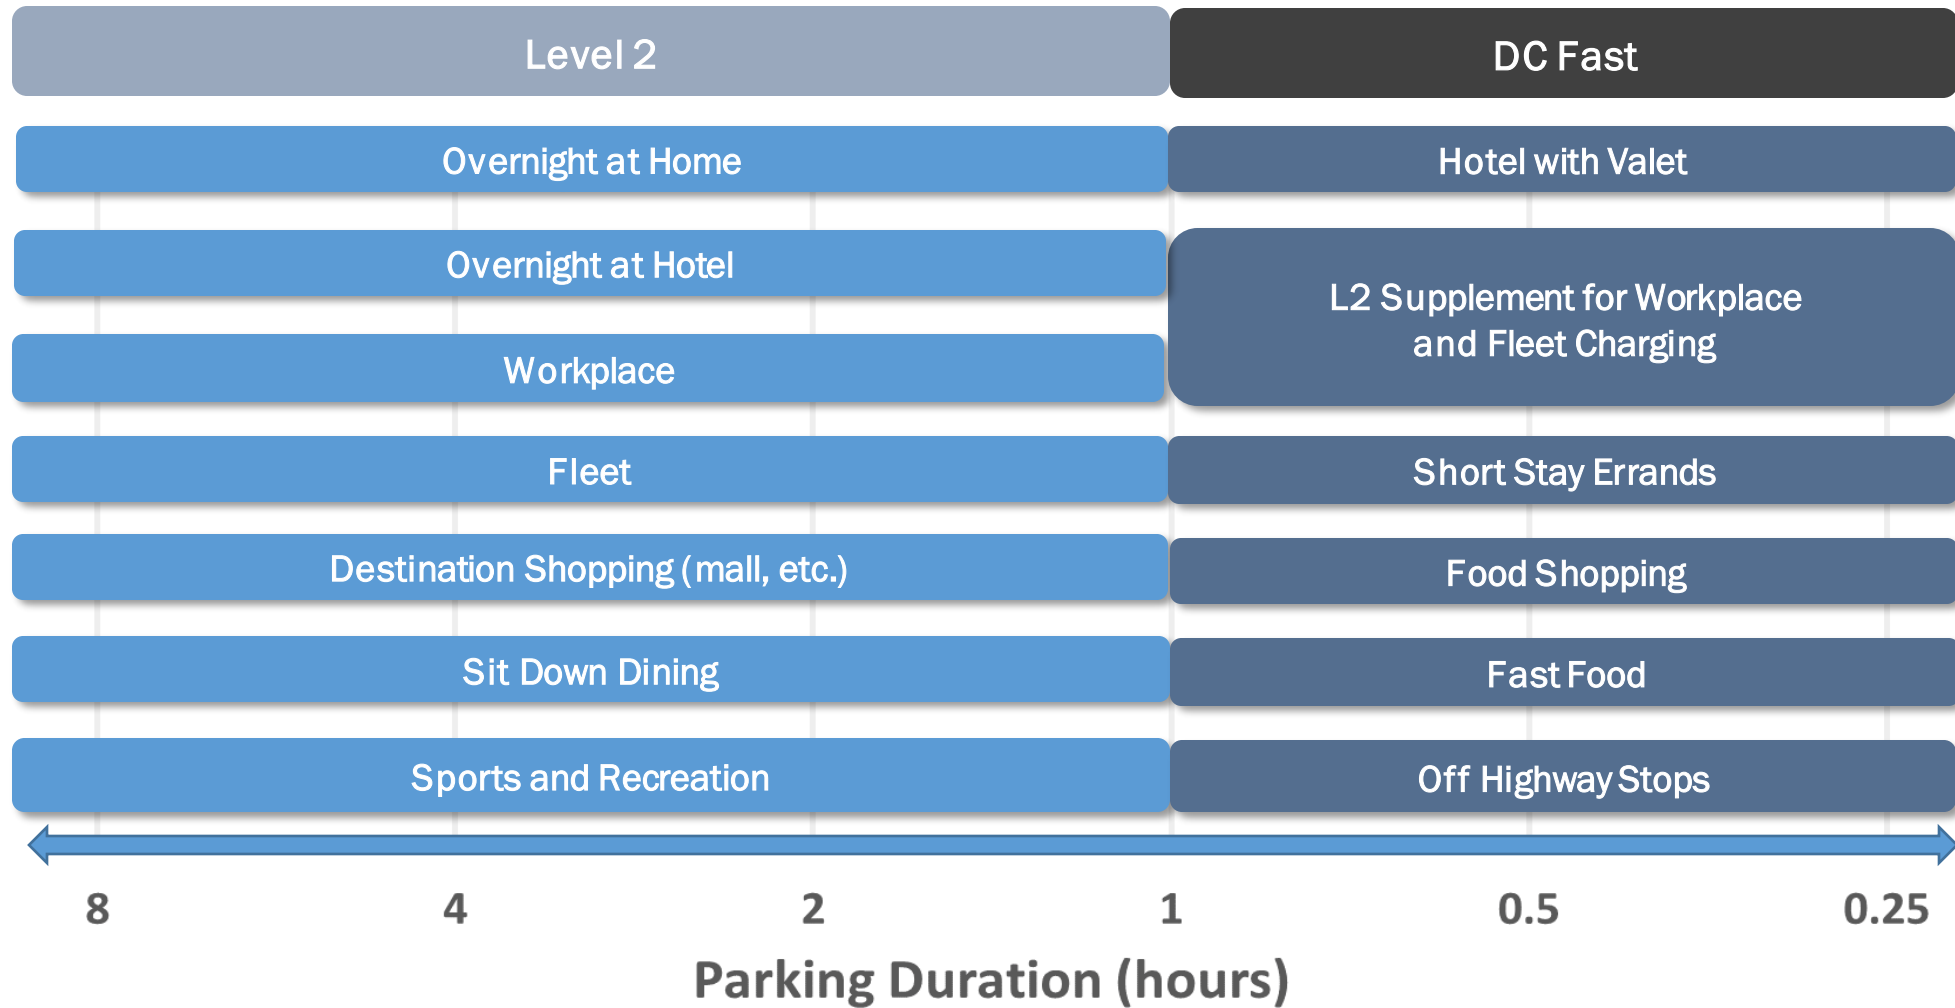 Level 2
DC Fast
Overnight at Home
Hotel with Valet
Overnight at Hotel
L2 Supplement for Workplace
and Fleet Charging
Workplace
Fleet
Short Stay Errands
Destination Shopping (mall, etc.)
Food Shopping
Sit Down Dining
Fast Food
Sports and Recreation
Off Highway Stops
8 4 2 1 0.5 0.25
Parking Duration (hours)